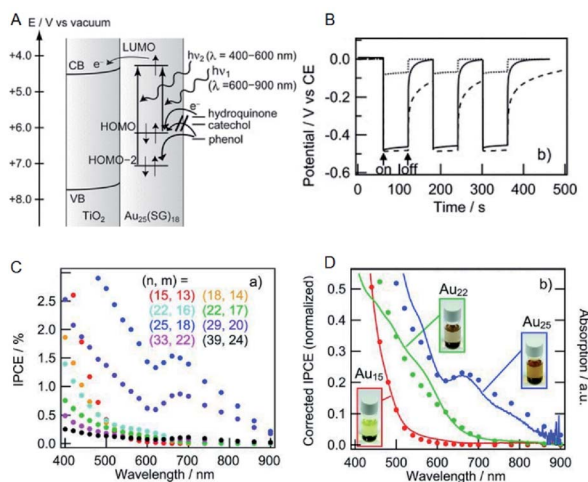 A
E / V vs vacuum
LUMO
e⁻
CB
hν₂ (λ = 400–600 nm)
hν₁
(λ=600–900 nm)
+5.0
e⁻
hydroquinone
catechol
phenol
HOMO
+6.0
HOMO−2
+7.0
VB
+8.0
TiO₂
Au₂₅(SG)₁₈
B
Potential / V vs CE
0.0
-0.2
-0.4
-0.6
on
off
b)
0 100 200 300 400 500
Time / s
C
IPCE / %
2.5
2.0
1.5
1.0
0.5
0.0
(n, m) =
a)
(15, 13) (18, 14)
(22, 16) (22, 17)
(25, 18) (29, 20)
(33, 22) (39, 24)
400 500 600 700 800 900
Wavelength / nm
D
Corrected IPCE (normalized)
0.5
0.4
0.3
0.2
0.1
0.0
b)
Au₂₂
Au₂₅
Au₁₅
Absorption / a.u.
400 500 600 700 800 900
Wavelength / nm